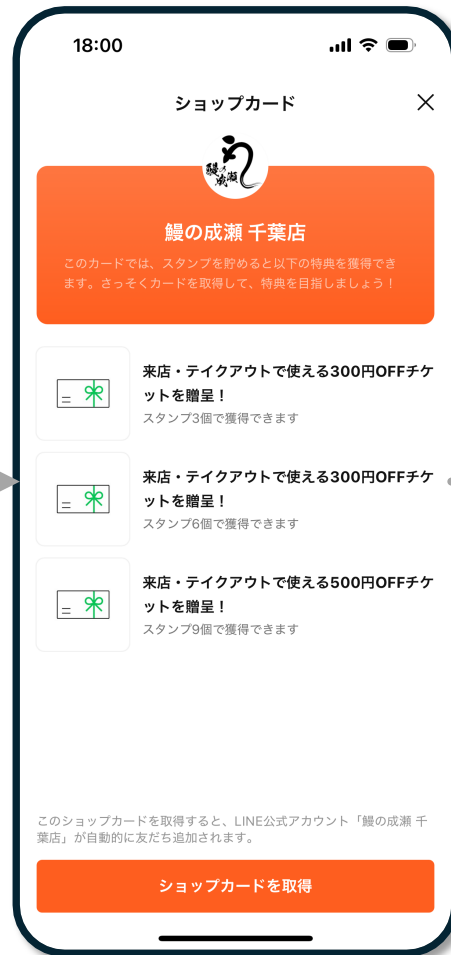 18:00
ショップカード
鰻の成瀬
鰻の成瀬 千葉店
このカードでは、スタンプを貯めると以下の特典を獲得でき
ます。さっそくカードを取得して、特典を目指しましょう！
来店・テイクアウトで使える300円OFFチケ
ットを贈呈！
スタンプ3個で獲得できます
来店・テイクアウトで使える300円OFFチケ
ットを贈呈！
スタンプ6個で獲得できます
来店・テイクアウトで使える500円OFFチケ
ットを贈呈！
スタンプ9個で獲得できます
このショップカードを取得すると、LINE公式アカウント「鰻の成瀬 千
葉店」が自動的に友だち追加されます。
ショップカードを取得